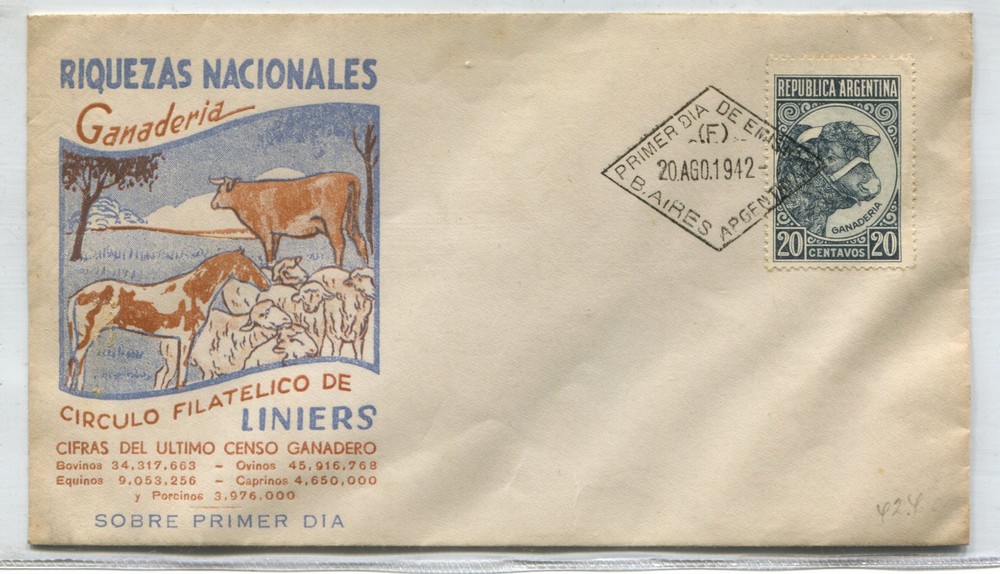 RIQUEZAS NACIONALES
Ganaderia
CIRCULO FILATELICO DE
LINIERS
CIFRAS DEL ULTIMO CENSO GANADERO
Bovinos 34,317,663 - Ovinos 45,916,768
Equinos 9,053,256 - Caprinos 4,650,000
y Porcinos 3,976.000
SOBRE PRIMER DIA
PRIMER DIA DE
(F)
20.AGO.1942-
B. AIRES
REPUBLICA ARGENTINA
GANADERIA
20 CENTAVOS 20